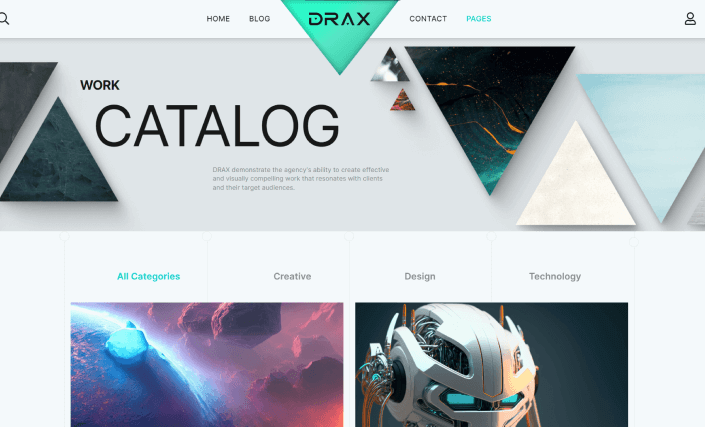 HOME
BLOG
DRAX
CONTACT
PAGES
WORK
CATALOG
DRAX demonstrate the agency's ability to create effective
and visually compelling work that resonates with clients
and their target audiences.
All Categories
Creative
Design
Technology